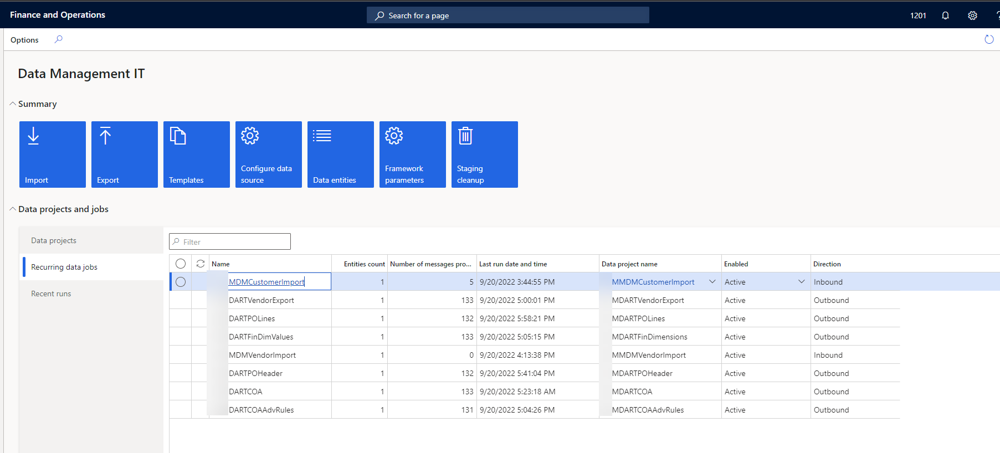 Finance and Operations
Search for a page
1201
Options
Data Management IT
Summary
Import
Export
Templates
Configure data
source
Data entities
Framework
parameters
Staging
cleanup
Data projects and jobs
Data projects
Recurring data jobs
Recent runs
Filter
Name Entities count Number of messages pro... Last run date and time Data project name Enabled Direction
MDMCustomerImport 1 5 9/20/2022 3:44:55 PM MMDMCustomerImport Active Inbound
DARTVendorExport 1 133 9/20/2022 5:00:01 PM MDARTVendorExport Active Outbound
DARTPOLines 1 132 9/20/2022 5:58:21 PM MDARTPOLines Active Outbound
DARTFinDimValues 1 133 9/20/2022 5:05:15 PM MDARTFinDimensions Active Outbound
MDMVendorImport 1 0 9/20/2022 4:13:38 PM MMDMVendorImport Active Inbound
DARTPOHeader 1 132 9/20/2022 5:41:04 PM MDARTPOHeader Active Outbound
DARTCOA 1 133 9/20/2022 5:23:18 AM MDARTCOA Active Outbound
DARTCOAAdvRules 1 131 9/20/2022 5:04:26 PM MDARTCOAAdvRules Active Outbound